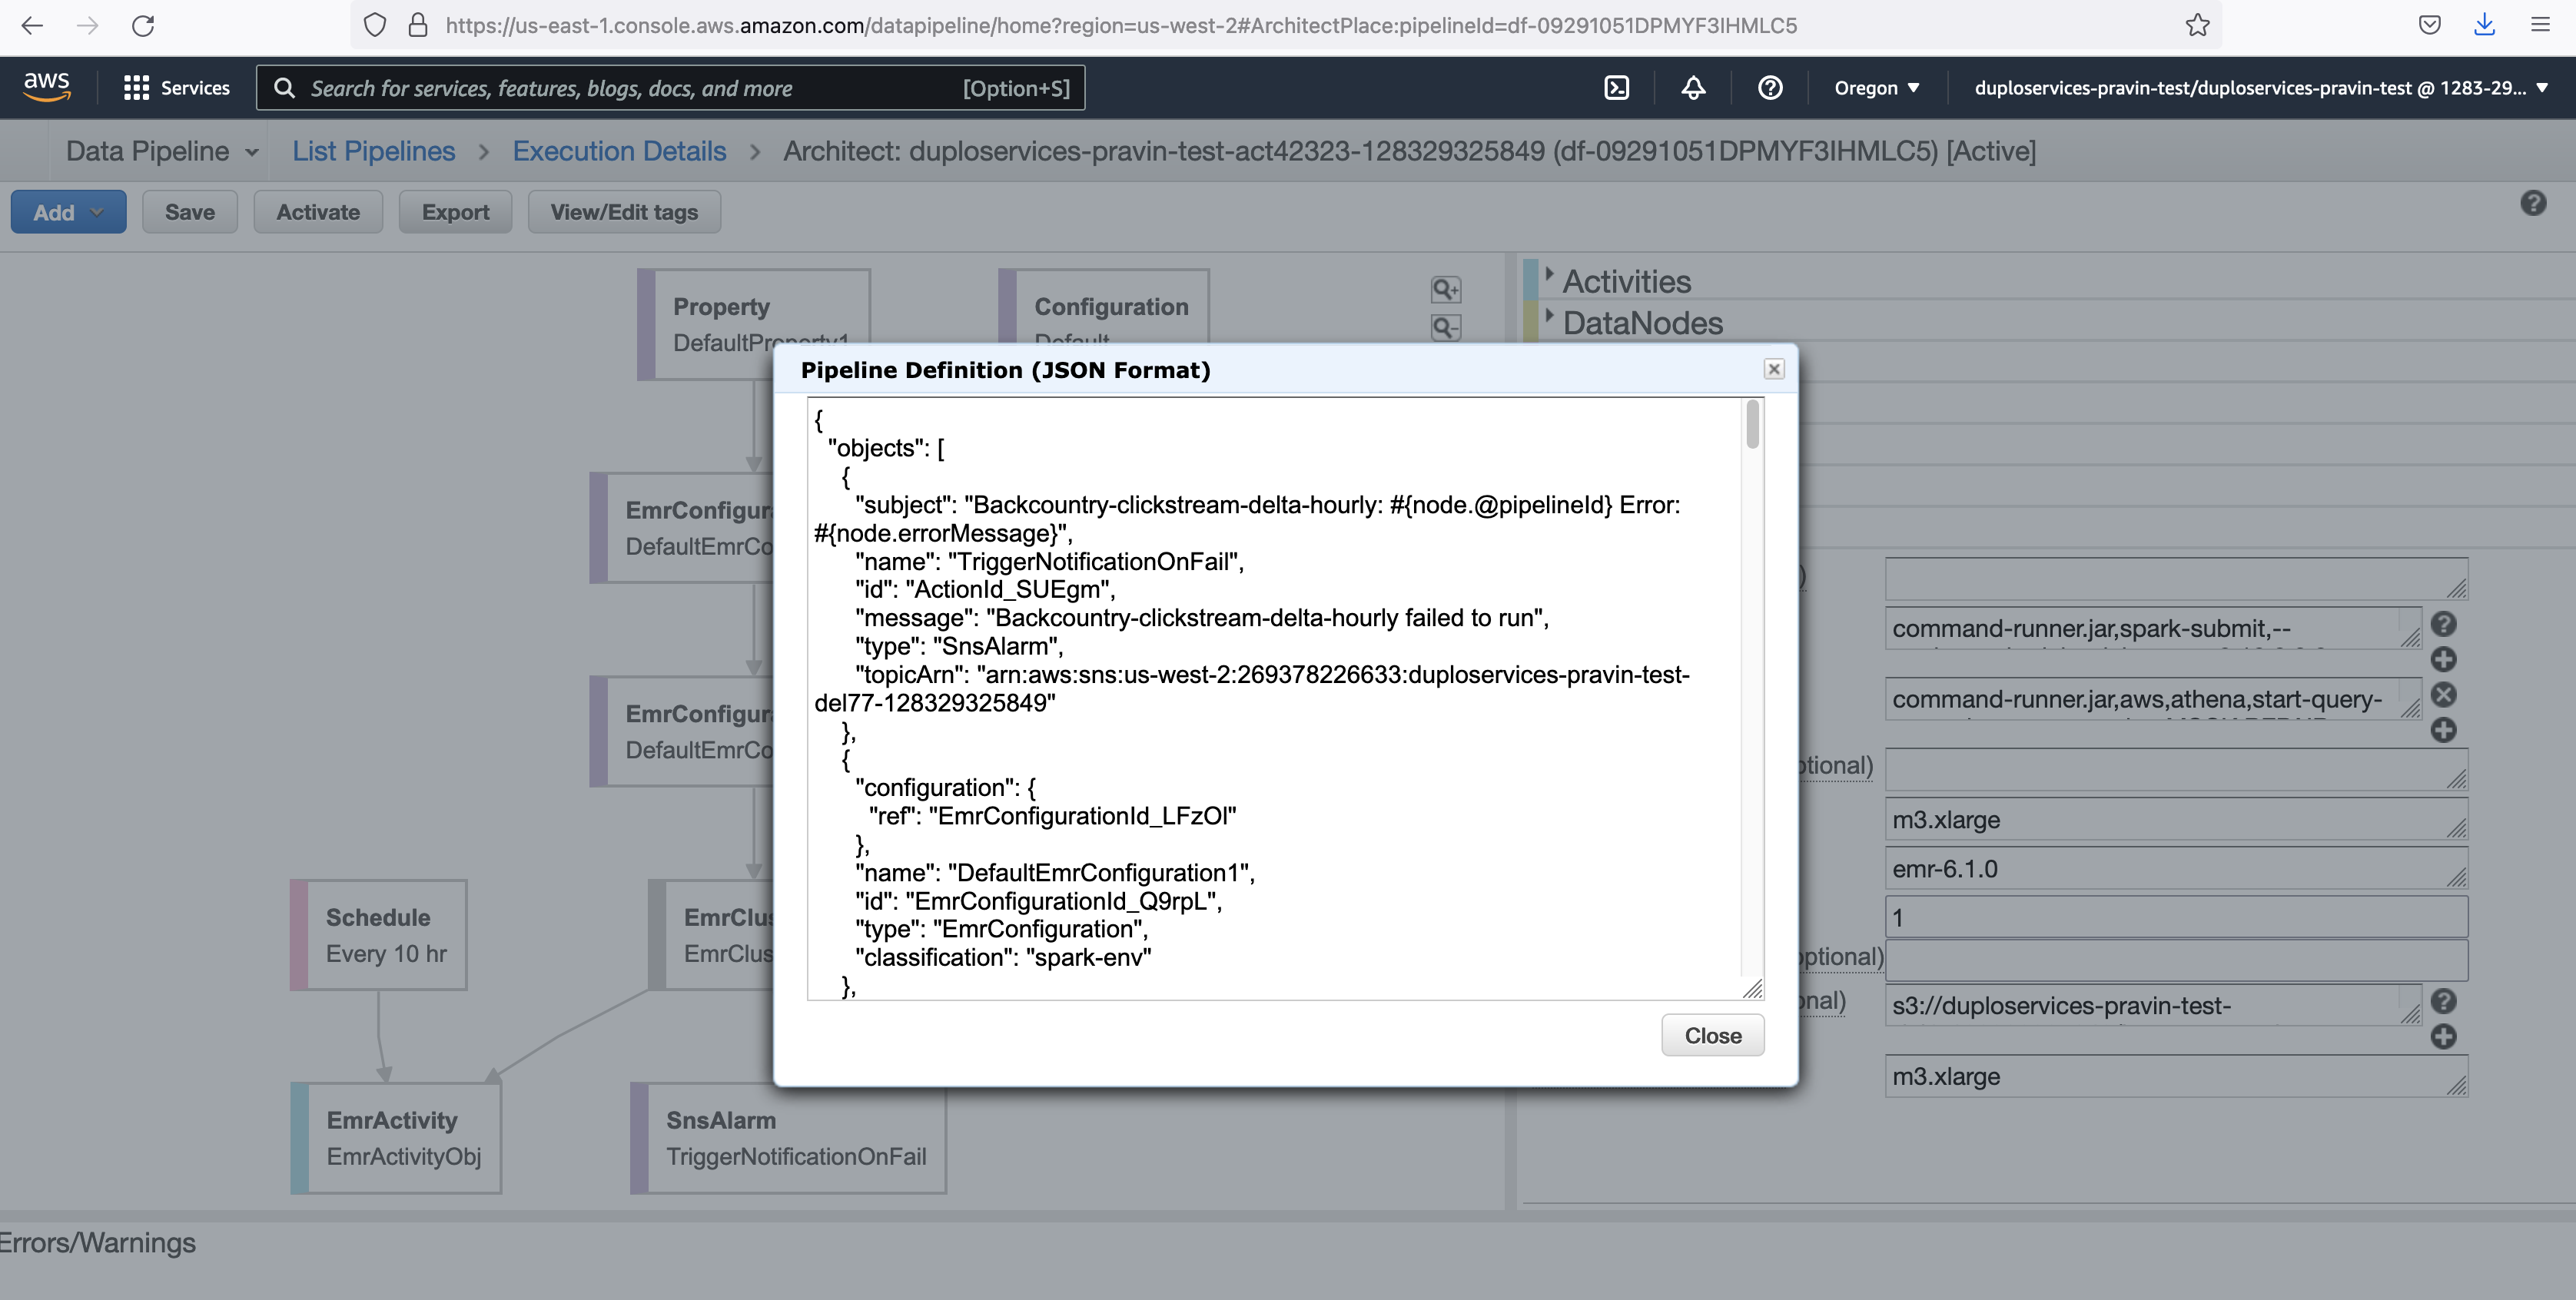 https://us-east-1.console.aws.amazon.com/datapipeline/home?region=us-west-2#ArchitectPlace:pipelineId=df-09291051DPMYF3IHMLC5
aws
Services
Search for services, features, blogs, docs, and more
[Option+S]
Oregon
duploservices-pravin-test/duploservices-pravin-test @ 1283-29...
Data Pipeline
List Pipelines
Execution Details
Architect: duploservices-pravin-test-act42323-128329325849 (df-09291051DPMYF3IHMLC5) [Active]
Add
Save
Activate
Export
View/Edit tags
Property
DefaultProperty1
Configuration
Default
Activities
DataNodes
Pipeline Definition (JSON Format)
{
"objects": [
{
"subject": "Backcountry-clickstream-delta-hourly: #{node.@pipelineId} Error:
#{node.errorMessage}",
"name": "TriggerNotificationOnFail",
"id": "ActionId_SUEgm",
"message": "Backcountry-clickstream-delta-hourly failed to run",
"type": "SnsAlarm",
"topicArn": "arn:aws:sns:us-west-2:269378226633:duploservices-pravin-test-
del77-128329325849"
},
{
"configuration": {
"ref": "EmrConfigurationId_LFzOl"
},
"name": "DefaultEmrConfiguration1",
"id": "EmrConfigurationId_Q9rpL",
"type": "EmrConfiguration",
"classification": "spark-env"
},
Close
EmrConfigura
DefaultEmrCo
EmrConfigura
DefaultEmrCo
Schedule
Every 10 hr
EmrClus
EmrClus
EmrActivity
EmrActivityObj
SnsAlarm
TriggerNotificationOnFail
command-runner.jar,spark-submit,--
command-runner.jar,aws,athena,start-query-
ptional)
m3.xlarge
emr-6.1.0
1
optional)
onal)
s3://duploservices-pravin-test-
m3.xlarge
Errors/Warnings